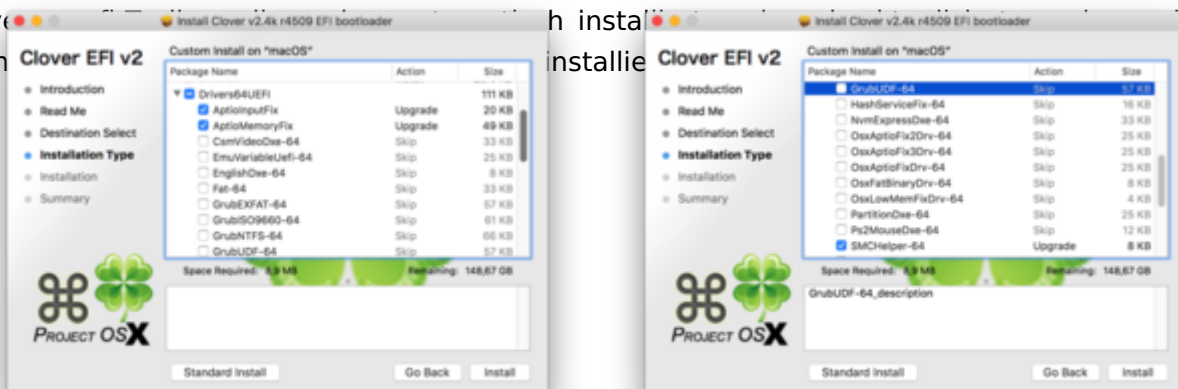 h install
installie
Install Clover v2.4k r4509 EFI bootloader
Clover EFI v2
Custom Install on "macOS"
Introduction
Read Me
Destination Select
Installation Type
Installation
Summary
Package Name Action Size
Drivers64UEFI 111 KB
AptioInputFix Upgrade 20 KB
AptioMemoryFix Upgrade 49 KB
CsmVideoDxe-64 Skip 33 KB
EmuVariableUefi-64 Skip 25 KB
EnglishDxe-64 Skip 8 KB
Fat-64 Skip 33 KB
GrubEXFAT-64 Skip 57 KB
GrubISO9660-64 Skip 61 KB
GrubNTFS-64 Skip 66 KB
GrubUDF-64 Skip 57 KB
Space Required: 8,9 MB Remaining: 148,67 GB
PROJECT OSX
Standard Install Go Back Install
Install Clover v2.4k r4509 EFI bootloader
Clover EFI v2
Custom Install on "macOS"
Introduction
Read Me
Destination Select
Installation Type
Installation
Summary
Package Name Action Size
GrubUDF-64 Skip 57 KB
HashServiceFix-64 Skip 16 KB
NvmExpressDxe-64 Skip 33 KB
OsxAptioFix2Drv-64 Skip 25 KB
OsxAptioFix3Drv-64 Skip 25 KB
OsxAptioFixDrv-64 Skip 25 KB
OsxFatBinaryDrv-64 Skip 8 KB
OsxLowMemFixDrv-64 Skip 4 KB
PartitionDxe-64 Skip 25 KB
Ps2MouseDxe-64 Skip 12 KB
SMCHelper-64 Upgrade 8 KB
Space Required: 8,9 MB Remaining: 148,67 GB
GrubUDF-64_description
PROJECT OSX
Standard Install Go Back Install